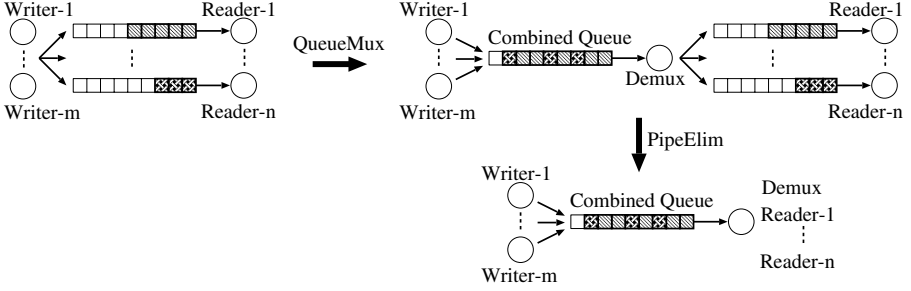 Writer-1
Reader-1
Writer-m
Reader-n
QueueMux
Writer-1
Combined Queue
Writer-m
Demux
Reader-1
Reader-n
PipeElim
Writer-1
Combined Queue
Writer-m
Demux
Reader-1
Reader-n